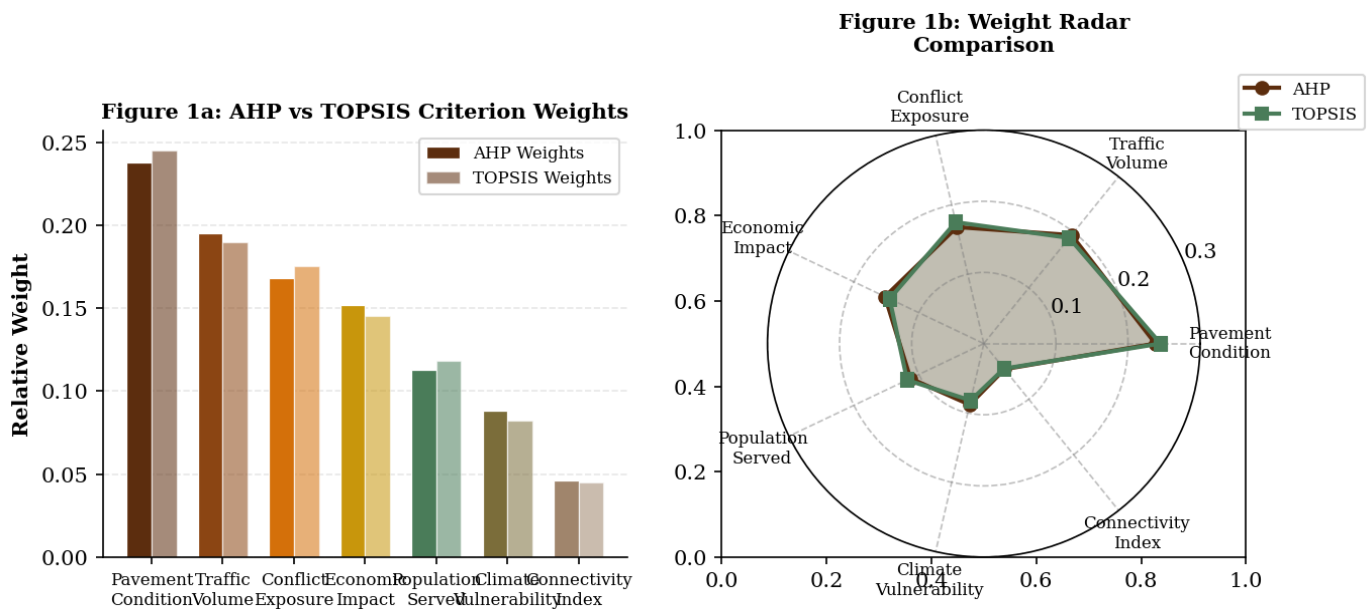 Figure 1a: AHP vs TOPSIS Criterion Weights
AHP Weights
TOPSIS Weights
Relative Weight
0.25
0.20
0.15
0.10
0.05
0.00
Pavement
Condition
Traffic
Volume
Conflict
Exposure
Economic
Impact
Population
Served
Climate
Vulnerability
Connectivity
Index
Figure 1b: Weight Radar
Comparison
AHP
TOPSIS
1.0
0.8
0.6
0.4
0.2
0.0
0.0
0.2
0.4
0.6
0.8
1.0
0.1
0.2
0.3
Pavement
Condition
Traffic
Volume
Conflict
Exposure
Economic
Impact
Population
Served
Climate
Vulnerability
Connectivity
Index